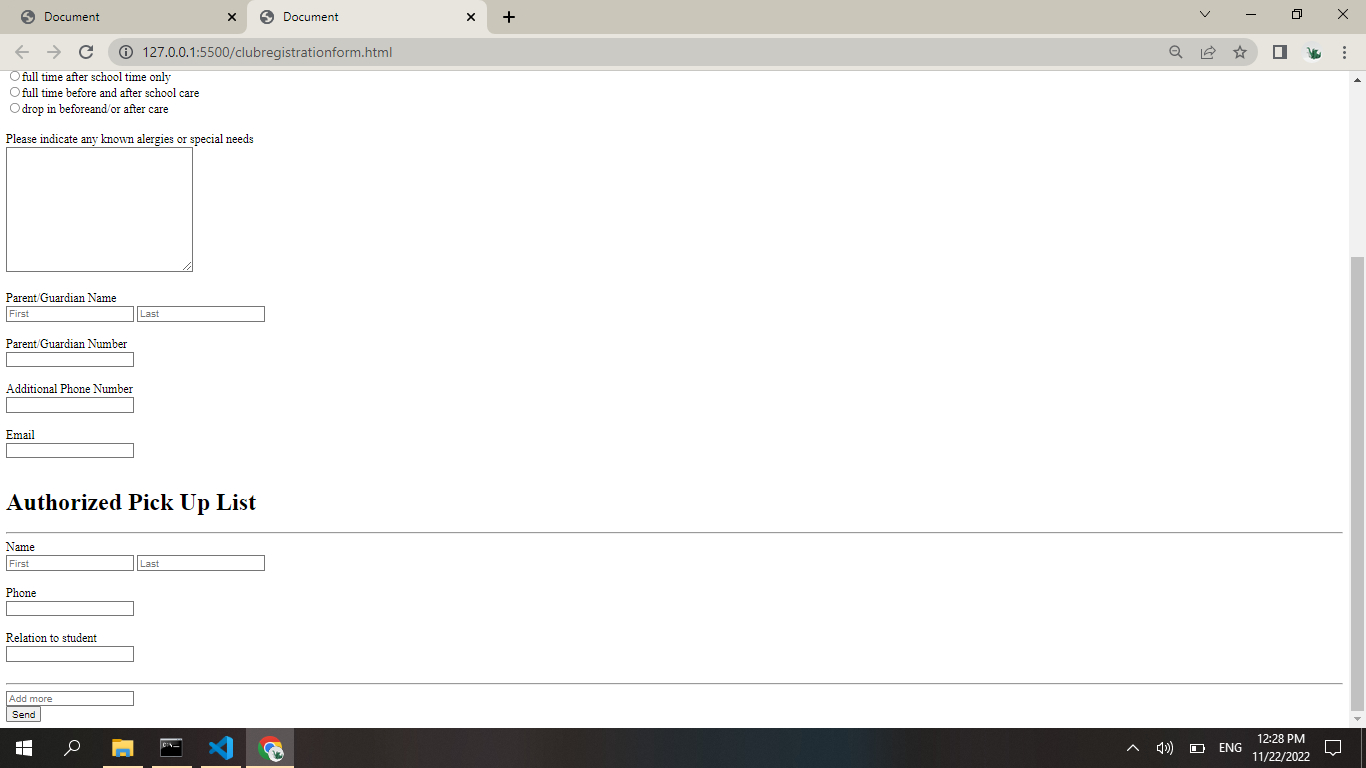 Document
Document
127.0.0.1:5500/clubregistrationform.html
full time after school time only
full time before and after school care
drop in beforeand/or after care
Please indicate any known alergies or special needs
Parent/Guardian Name
First Last
Parent/Guardian Number
Additional Phone Number
Email
Authorized Pick Up List
Name
First Last
Phone
Relation to student
Add more
Send
ENG
12:28 PM
11/22/2022